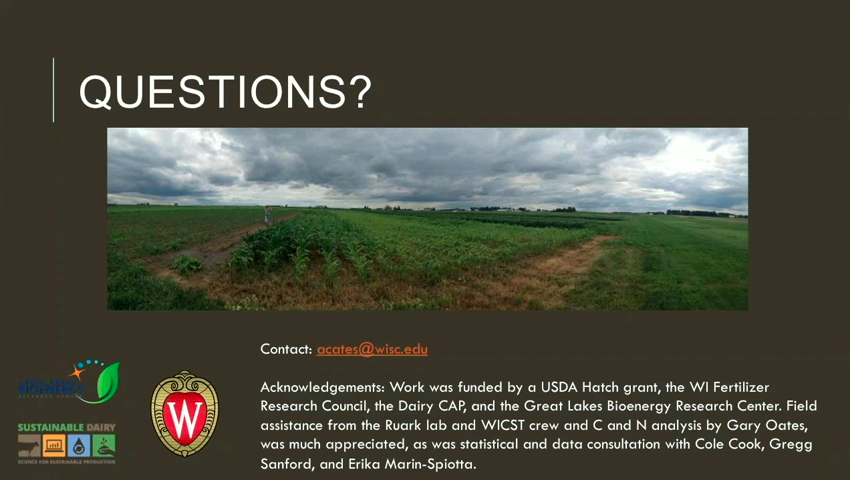 QUESTIONS?
Contact: acates@wisc.edu
Acknowledgements: Work was funded by a USDA Hatch grant, the WI Fertilizer
Research Council, the Dairy CAP, and the Great Lakes Bioenergy Research Center. Field
assistance from the Ruark lab and WICST crew and C and N analysis by Gary Oates,
was much appreciated, as was statistical and data consultation with Cole Cook, Gregg
Sanford, and Erika Marin-Spiotta.
BIOENERGY
W
SUSTAINABLE DAIRY
SCIENCE FOR SUSTAINABLE PRODUCTION